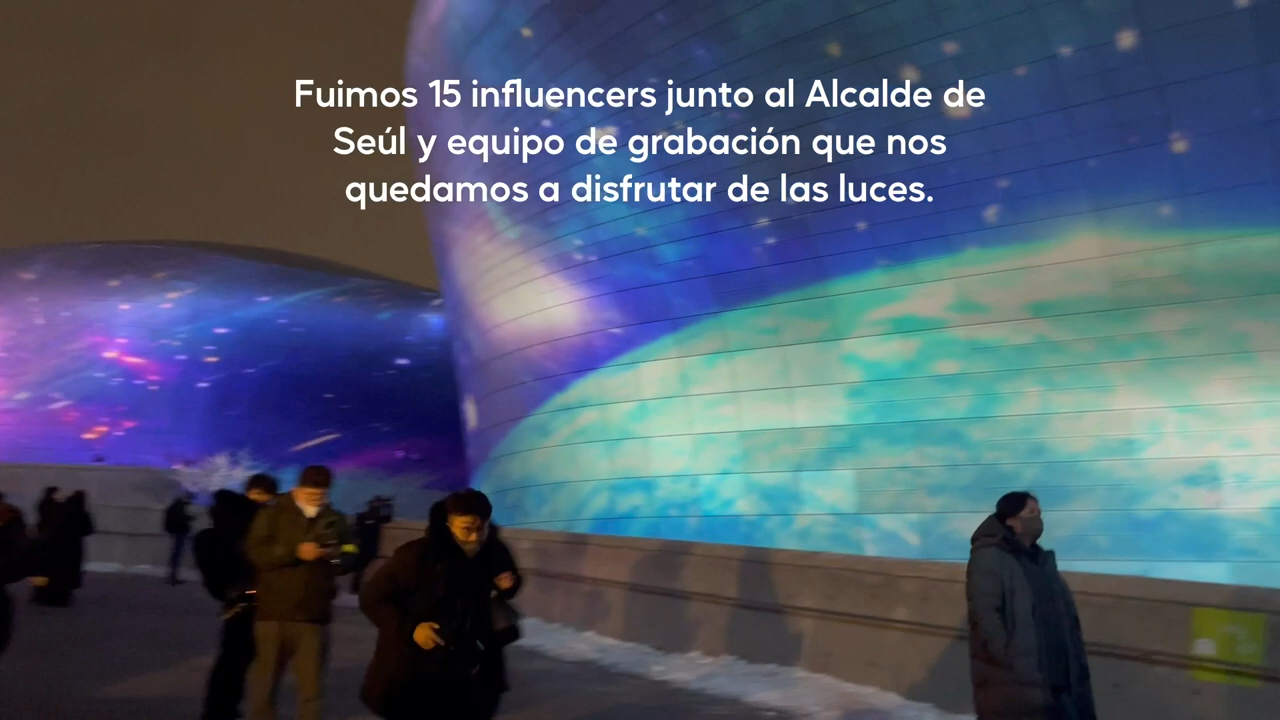 Fuimos 15 influencers junto al Alcalde de
Seúl y equipo de grabación que nos
quedamos a disfrutar de las luces.